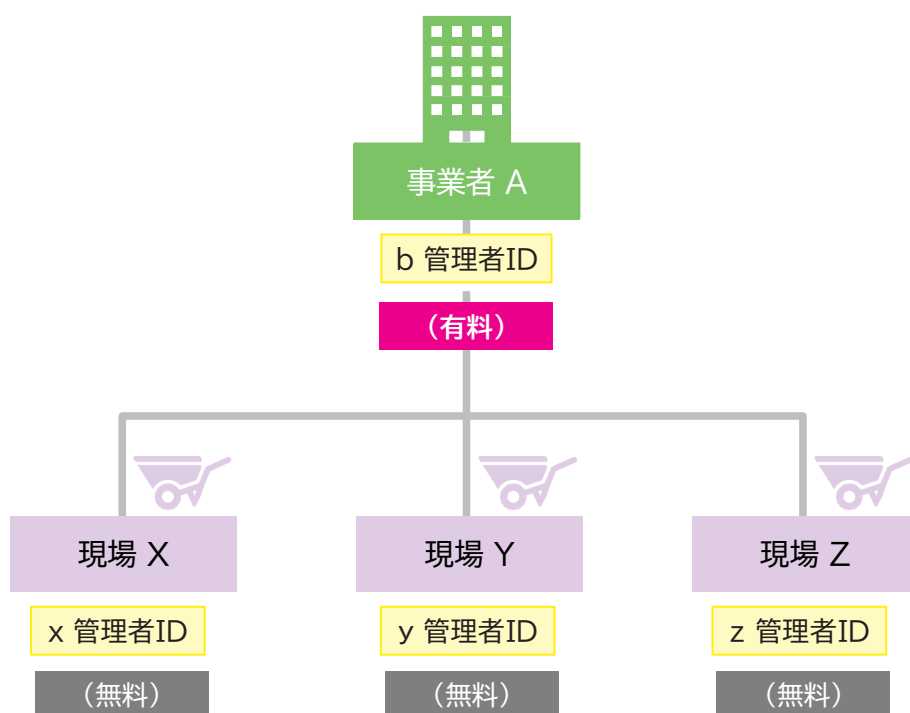 事業者 A
b 管理者ID
（有料）
現場 X
現場 Y
現場 Z
x 管理者ID
y 管理者ID
z 管理者ID
（無料）
（無料）
（無料）